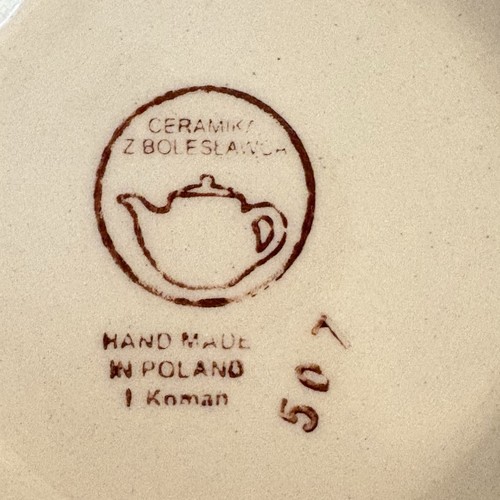 CERAMIKA
Z BOLESŁAWCA
HAND MADE
IN POLAND
I Koman
507